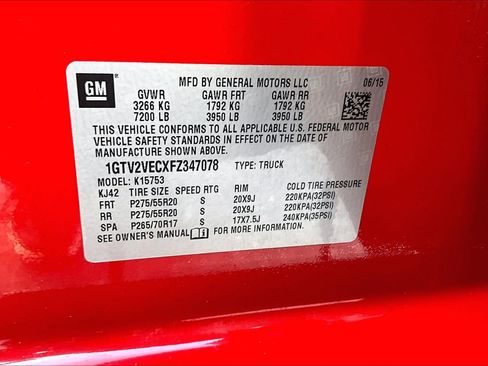 GM
MFD BY GENERAL MOTORS LLC 06/15
GVWR GAWR FRT GAWR RR
3266 KG 1792 KG 1792 KG
7200 LB 3950 LB 3950 LB
THIS VEHICLE CONFORMS TO ALL APPLICABLE U.S. FEDERAL MOTOR
VEHICLE SAFETY STANDARDS IN EFFECT ON THE DATE OF
MANUFACTURE SHOWN ABOVE.
1GTV2VECXFZ347078 TYPE: TRUCK
MODEL: K15753
KJ42 TIRE SIZE SPEED RTG RIM COLD TIRE PRESSURE
FRT P275/55R20 S 20X9J 220KPA(32PSI)
RR P275/55R20 S 20X9J 220KPA(32PSI)
SPA P265/70R17 S 17X7.5J 240KPA(35PSI)
SEE OWNER'S MANUAL FOR MORE INFORMATION.